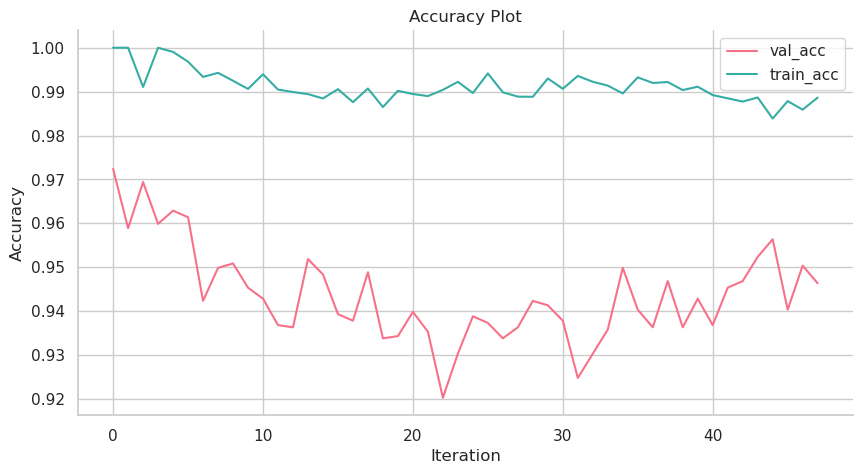 Accuracy Plot
val_acc
train_acc
1.00
0.99
0.98
0.97
0.96
0.95
0.94
0.93
0.92
Accuracy
0 10 20 30 40
Iteration